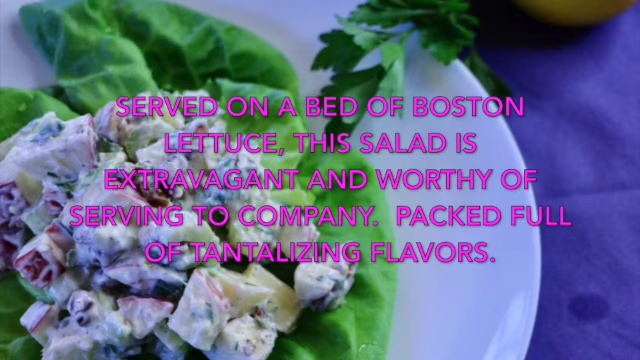 SERVED ON A BED OF BOSTON
LETTUCE, THIS SALAD IS
EXTRAVAGANT AND WORTHY OF
SERVING TO COMPANY.  PACKED FULL
OF TANTALIZING FLAVORS.